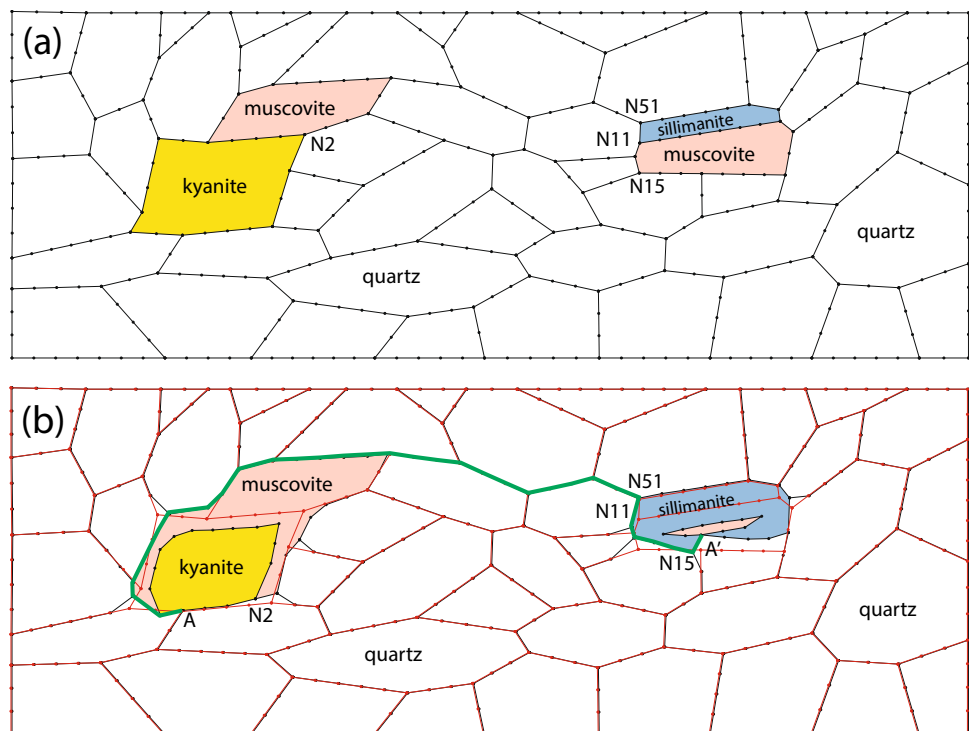 (a)
N51
muscovite
sillimanite
N11
N2
muscovite
kyanite
N15
quartz
quartz
(b)
N51
muscovite
sillimanite
N11
A'
kyanite
N15
N2
quartz
A
quartz